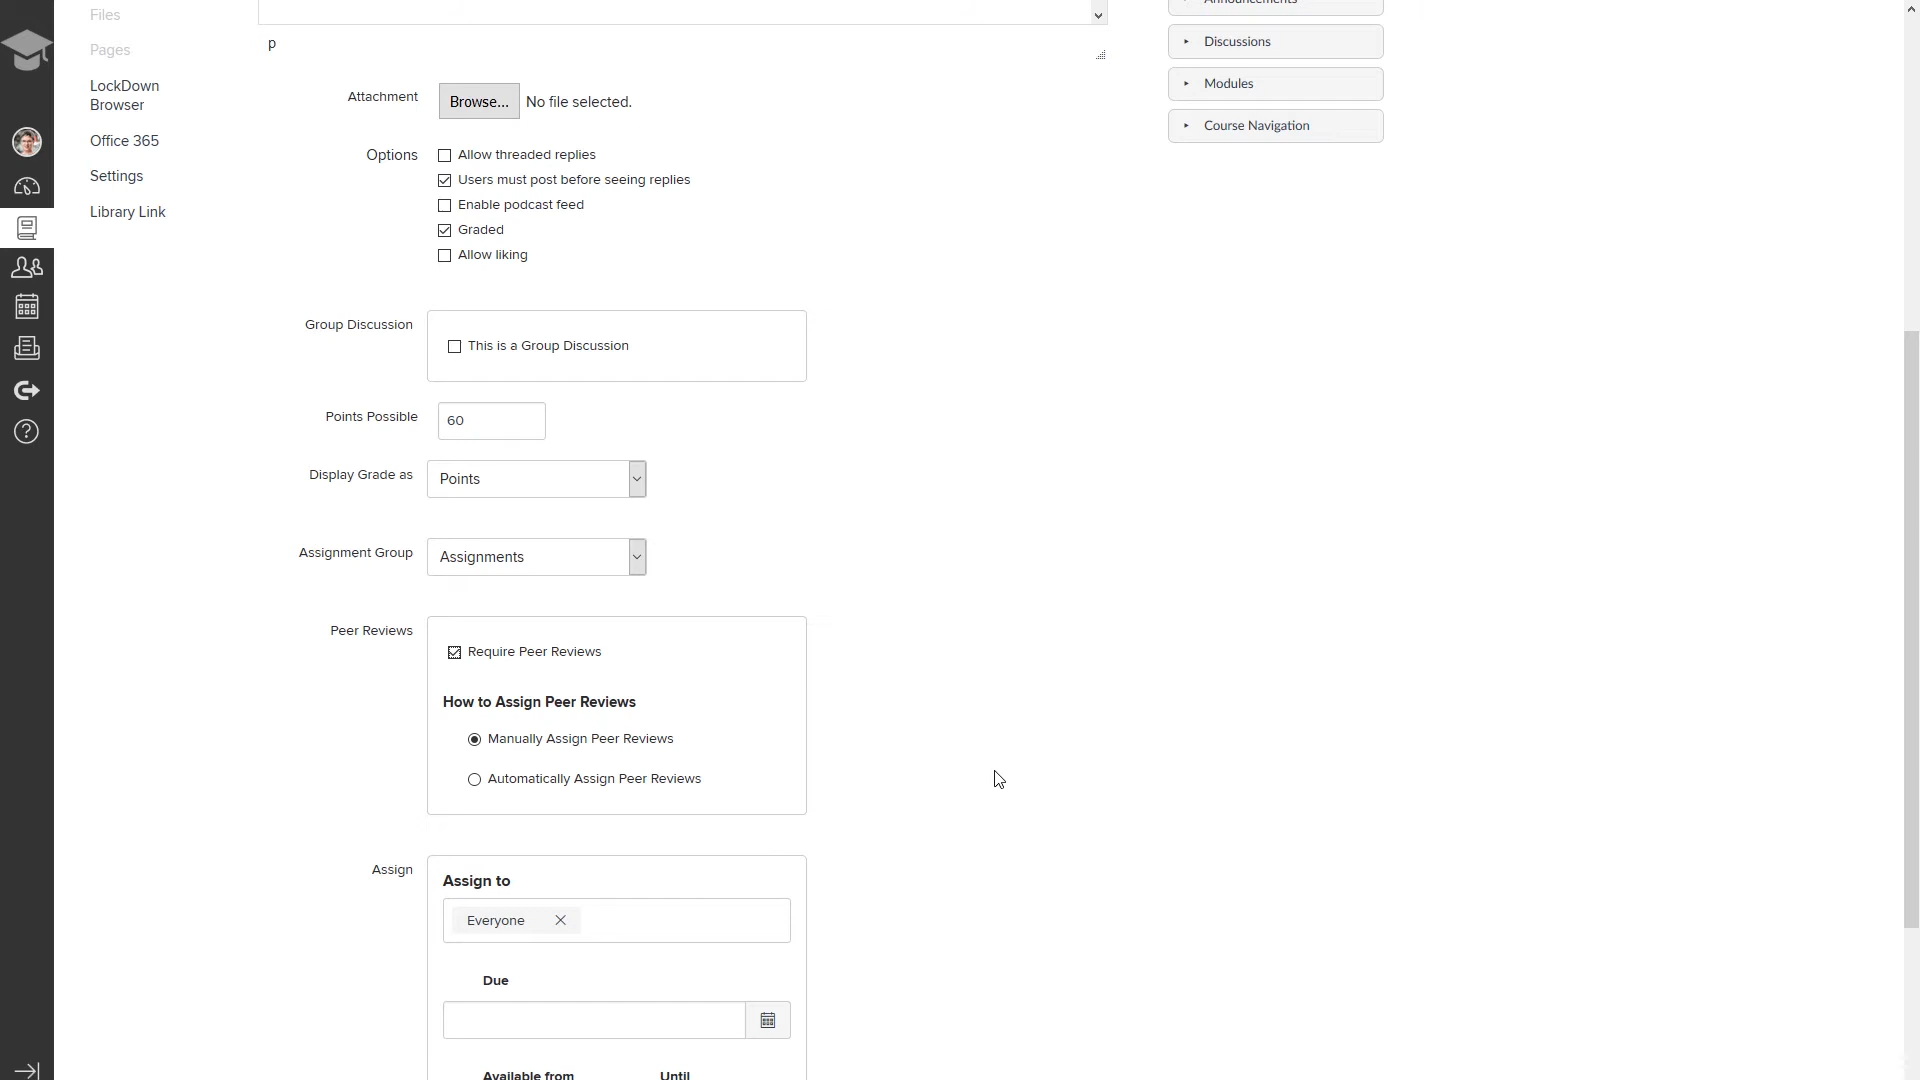 Files
Pages
LockDown
Browser
Office 365
Settings
Library Link
p
Attachment
Browse... No file selected.
Options
Allow threaded replies
Users must post before seeing replies
Enable podcast feed
Graded
Allow liking
Group Discussion
This is a Group Discussion
Points Possible
60
Display Grade as
Points
Assignment Group
Assignments
Peer Reviews
Require Peer Reviews
How to Assign Peer Reviews
Manually Assign Peer Reviews
Automatically Assign Peer Reviews
Assign
Assign to
Everyone
Due
Available from Until
Announcements
Discussions
Modules
Course Navigation